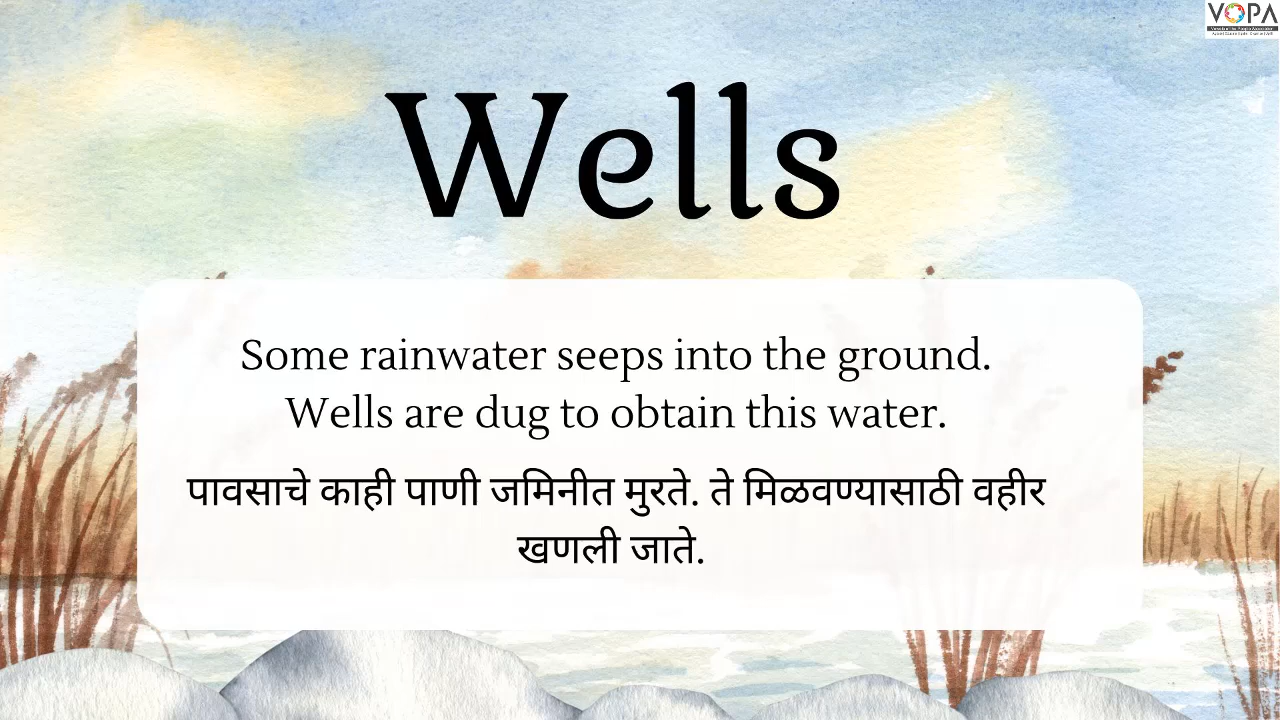 VOPA
Wells
Some rainwater seeps into the ground.
Wells are dug to obtain this water.
पावसाचे काही पाणी जमिनीत मुरते. ते मिळवण्यासाठी वहीर
खणली जाते.